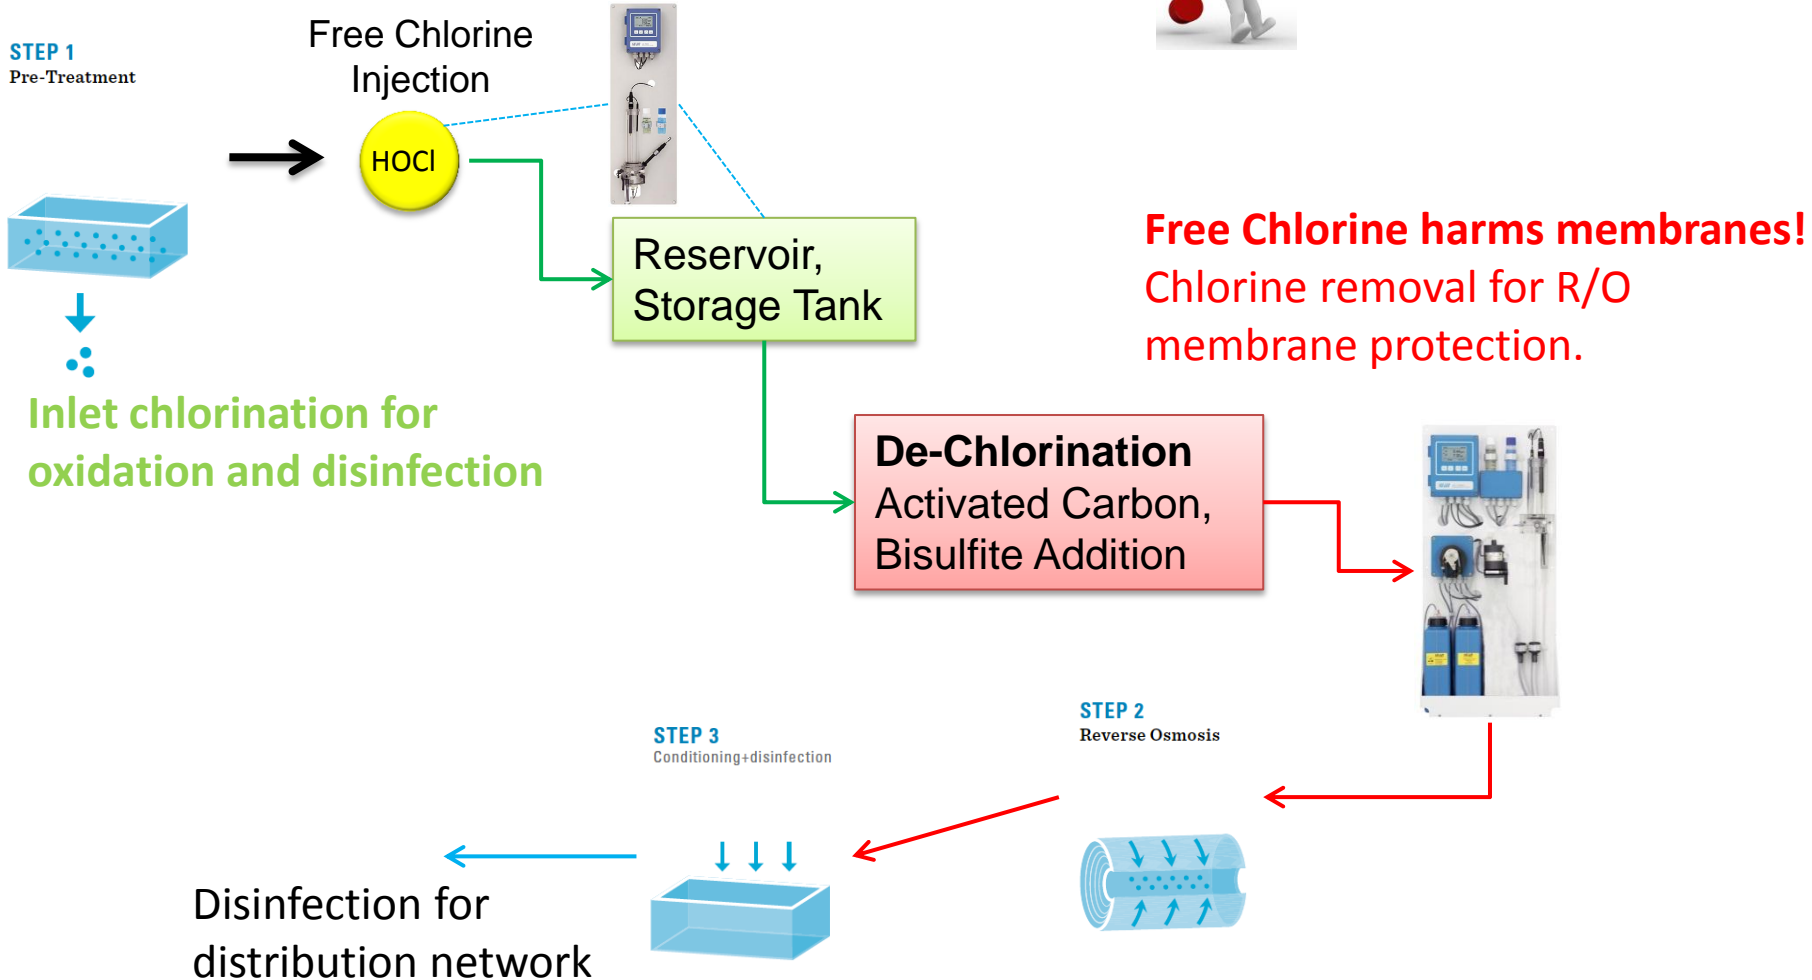 STEP 1
Pre-Treatment
Free Chlorine
Injection
HOCl
Reservoir,
Storage Tank
Free Chlorine harms membranes!
Chlorine removal for R/O
membrane protection.
Inlet chlorination for
oxidation and disinfection
De-Chlorination
Activated Carbon,
Bisulfite Addition
STEP 2
Reverse Osmosis
STEP 3
Conditioning+disinfection
Disinfection for
distribution network